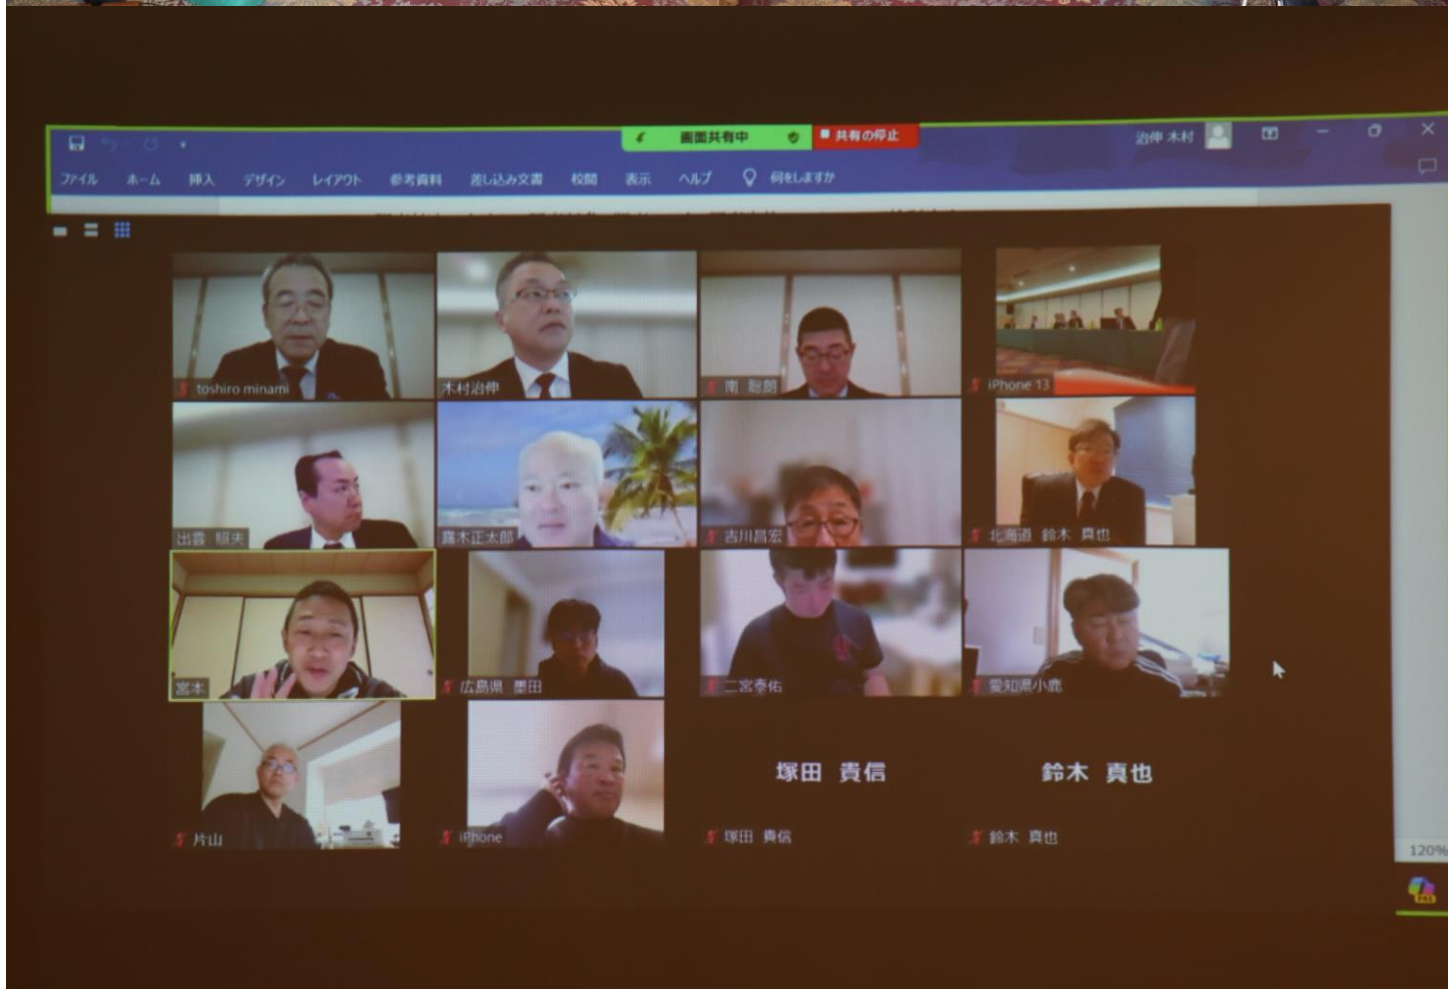 画面共有中
共有の停止
治伸 木村
ファイル ホーム 挿入 デザイン レイアウト 参考資料 差し込み文書 校閲 表示 ヘルプ 何をしますか
toshiro minami
木村治伸
南 聡朗
iPhone 13
出雲 照夫
露木正太郎
吉川昌宏
北海道 鈴木 真也
宮本
広島県 墨田
二宮泰佑
愛知県小鹿
塚田 貴信
鈴木 真也
片山
iPhone
塚田 貴信
鈴木 真也
120%